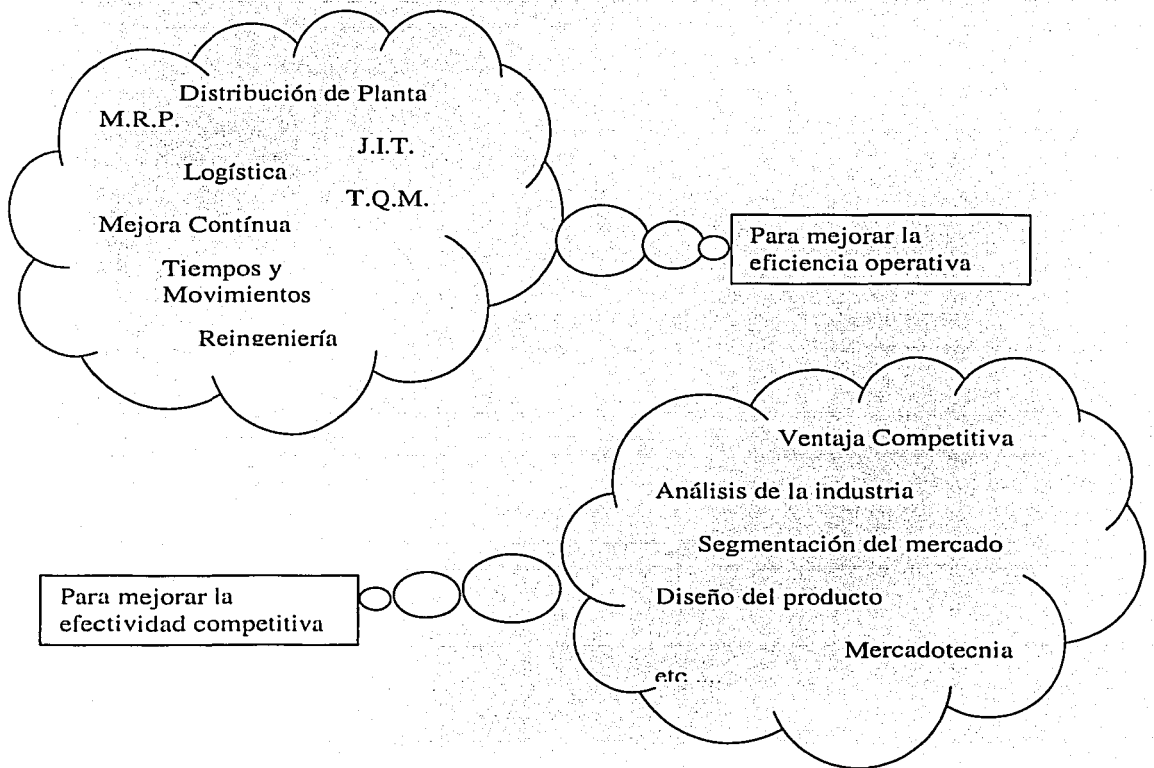 Distribución de Planta
M.R.P.
J.I.T.
Logística
T.Q.M.
Mejora Contínua
Tiempos y
Movimientos
Reingeniería
Para mejorar la
eficiencia operativa
Ventaja Competitiva
Análisis de la industria
Segmentación del mercado
Diseño del producto
Mercadotecnia
etc ....
Para mejorar la
efectividad competitiva